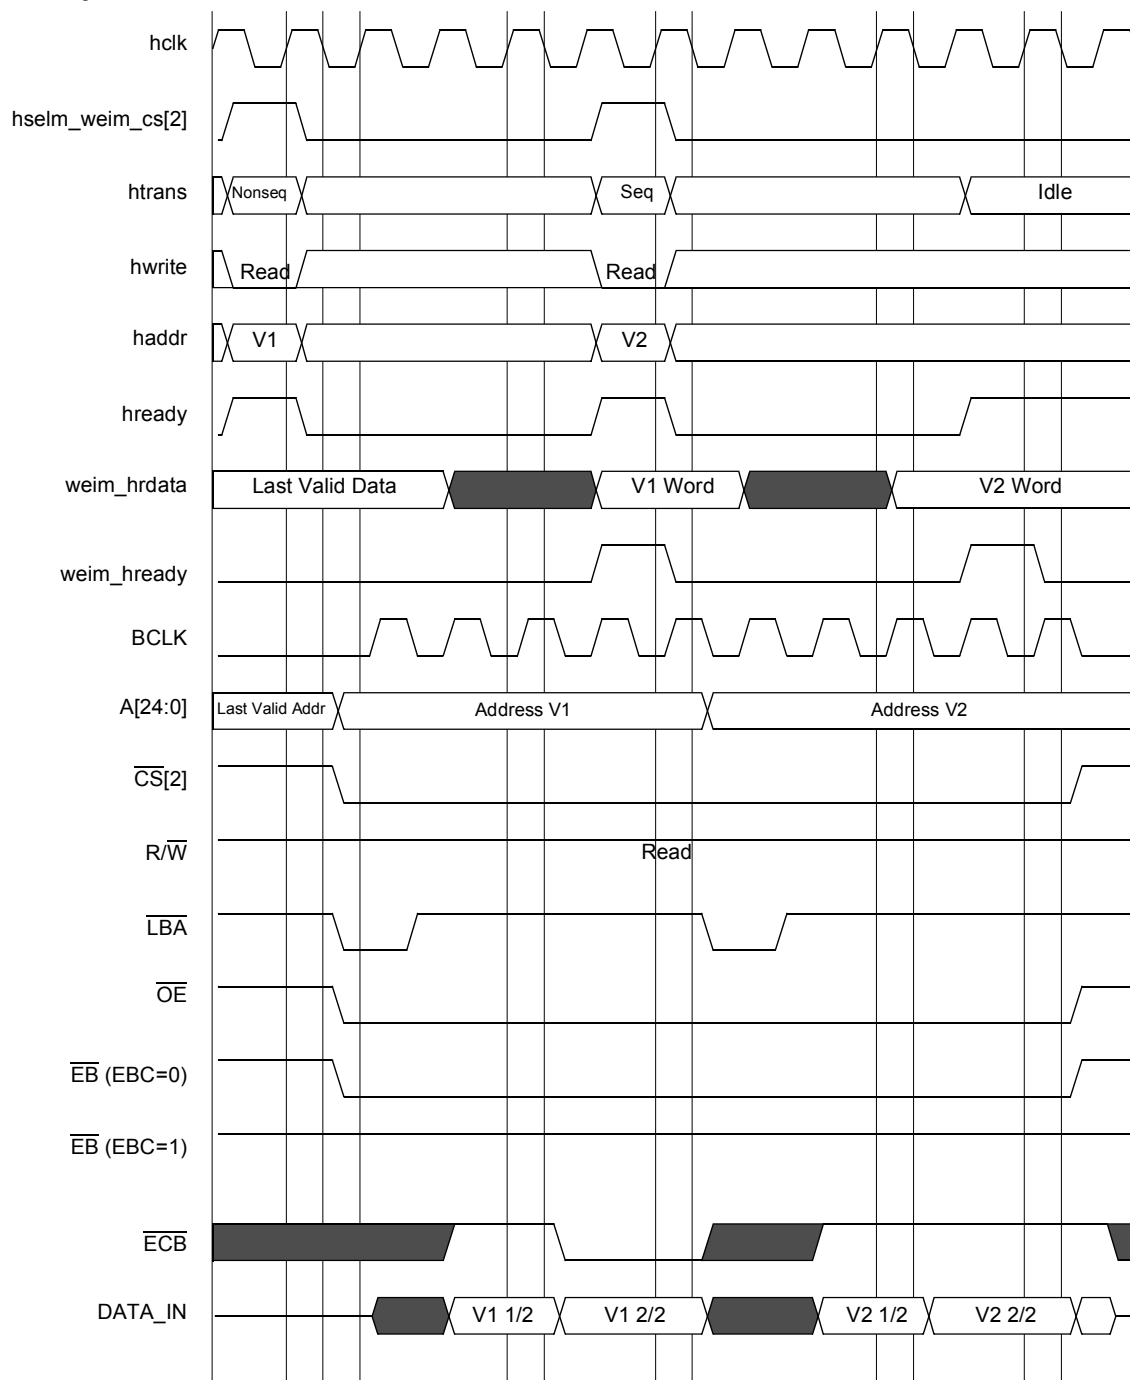 hclk
hselm_weim_cs[2]
htrans Nonseq Seq Idle
hwrite Read Read
haddr V1 V2
hready
weim_hrdata Last Valid Data V1 Word V2 Word
weim_hready
BCLK
A[24:0] Last Valid Addr Address V1 Address V2
CS[2]
R/W Read
LBA
OE
EB (EBC=0)
EB (EBC=1)
ECB
DATA_IN V1 1/2 V1 2/2 V2 1/2 V2 2/2